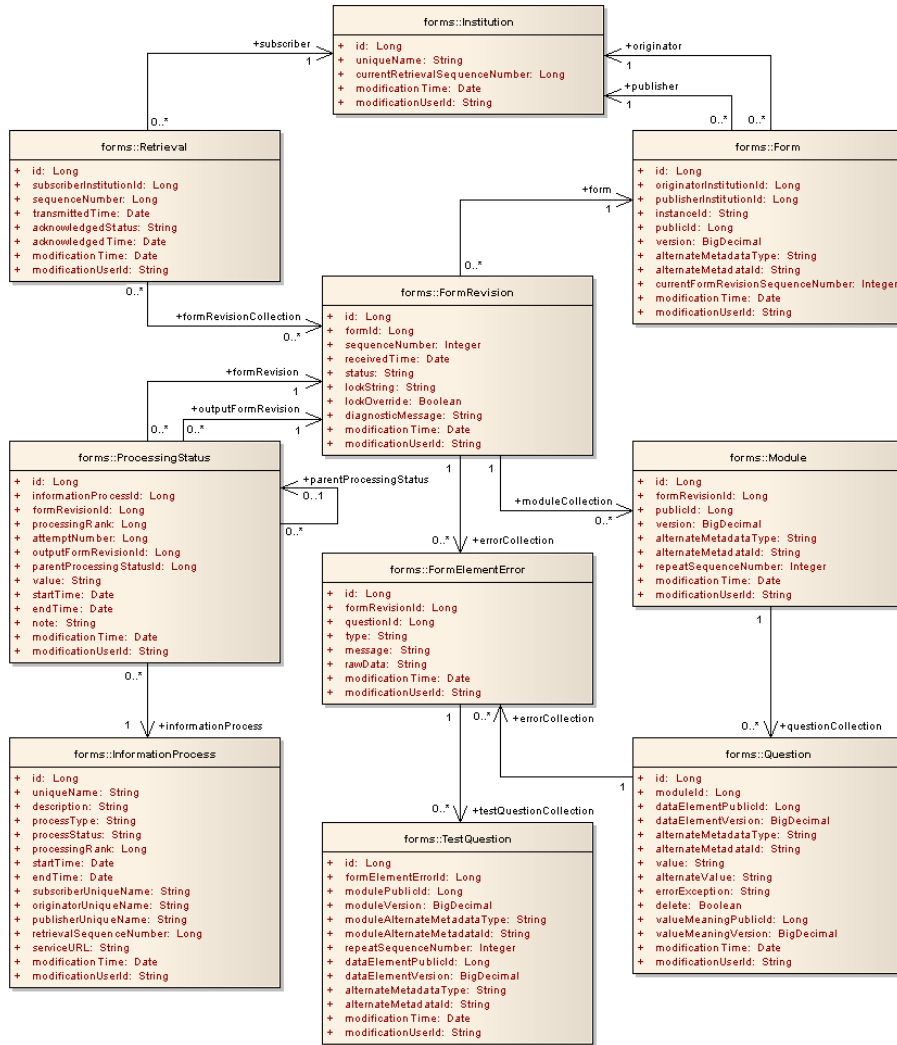 forms::Institution
+ id: Long
+ uniqueName: String
+ currentRetrievalSequenceNumber: Long
+ modificationTime: Date
+ modificationUserId: String
+subscriber
1
0..*
+originator
1
0..*
+publisher
1
0..*
forms::Retrieval
+ id: Long
+ subscriberInstitutionId: Long
+ sequenceNumber: Long
+ transmittedTime: Date
+ acknowledgedStatus: String
+ acknowledgedTime: Date
+ modificationTime: Date
+ modificationUserId: String
forms::Form
+ id: Long
+ originatorInstitutionId: Long
+ publisherInstitutionId: Long
+ instanceId: String
+ publicId: Long
+ version: BigDecimal
+ alternateMetadataType: String
+ alternateMetadataId: String
+ currentFormRevisionSequenceNumber: Integer
+ modificationTime: Date
+ modificationUserId: String
+form
1
0..*
0..*
+formRevisionCollection
0..*
forms::FormRevision
+ id: Long
+ formId: Long
+ sequenceNumber: Integer
+ receivedTime: Date
+ status: String
+ lockString: String
+ lockOverride: Boolean
+ diagnosticMessage: String
+ modificationTime: Date
+ modificationUserId: String
+formRevision
1
0..*
+outputFormRevision
1
0..*
forms::ProcessingStatus
+ id: Long
+ informationProcessId: Long
+ formRevisionId: Long
+ processingRank: Long
+ attemptNumber: Long
+ outputFormRevisionId: Long
+ parentProcessingStatusId: Long
+ value: String
+ startTime: Date
+ endTime: Date
+ note: String
+ modificationTime: Date
+ modificationUserId: String
+parentProcessingStatus
0..1
0..*
1
1
+moduleCollection
0..*
forms::Module
+ id: Long
+ formRevisionId: Long
+ publicId: Long
+ version: BigDecimal
+ alternateMetadataType: String
+ alternateMetadataId: String
+ repeatSequenceNumber: Integer
+ modificationTime: Date
+ modificationUserId: String
0..*
+errorCollection
forms::FormElementError
+ id: Long
+ formRevisionId: Long
+ questionId: Long
+ type: String
+ message: String
+ rawData: String
+ modificationTime: Date
+ modificationUserId: String
0..*
1
+informationProcess
1
0..*
+errorCollection
1
0..*
+questionCollection
forms::InformationProcess
+ id: Long
+ uniqueName: String
+ description: String
+ processType: String
+ processStatus: String
+ processingRank: Long
+ startTime: Date
+ endTime: Date
+ subscriberUniqueName: String
+ originatorUniqueName: String
+ publisherUniqueName: String
+ retrievalSequenceNumber: Long
+ serviceURL: String
+ modificationTime: Date
+ modificationUserId: String
0..*
+testQuestionCollection
forms::TestQuestion
+ id: Long
+ formElementErrorId: Long
+ modulePublicId: Long
+ moduleVersion: BigDecimal
+ moduleAlternateMetadataType: String
+ moduleAlternateMetadataId: String
+ repeatSequenceNumber: Integer
+ dataElementPublicId: Long
+ dataElementVersion: BigDecimal
+ alternateMetadataType: String
+ alternateMetadataId: String
+ modificationTime: Date
+ modificationUserId: String
1
forms::Question
+ id: Long
+ moduleId: Long
+ dataElementPublicId: Long
+ dataElementVersion: BigDecimal
+ alternateMetadataType: String
+ alternateMetadataId: String
+ value: String
+ alternateValue: String
+ errorException: String
+ delete: Boolean
+ valueMeaningPublicId: Long
+ valueMeaningVersion: BigDecimal
+ modificationTime: Date
+ modificationUserId: String